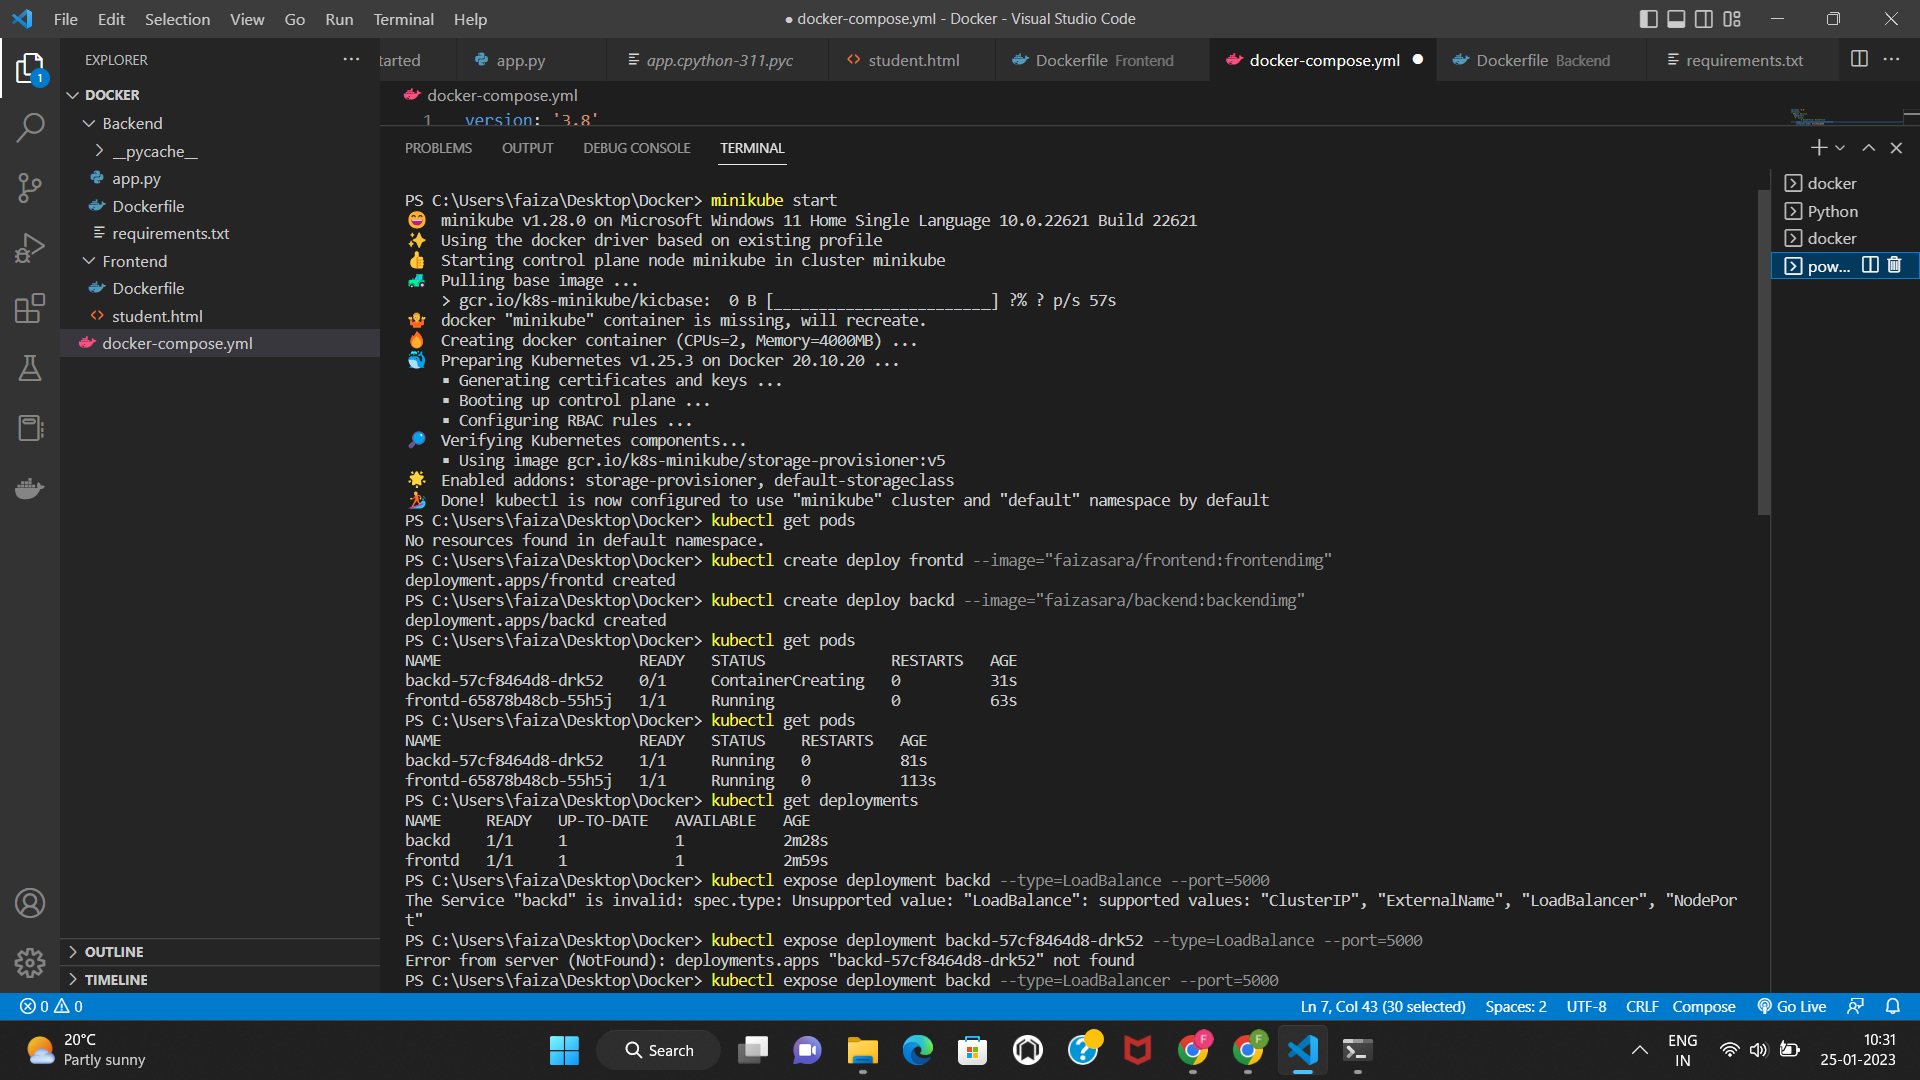 File Edit Selection View Go Run Terminal Help
● docker-compose.yml - Docker - Visual Studio Code
EXPLORER
tarted
app.py
app.cpython-311.pyc
student.html
Dockerfile Frontend
docker-compose.yml
Dockerfile Backend
requirements.txt
1
DOCKER
Backend
__pycache__
app.py
Dockerfile
requirements.txt
Frontend
Dockerfile
student.html
docker-compose.yml
OUTLINE
TIMELINE
docker-compose.yml
1 version: '3.8'
PROBLEMS OUTPUT DEBUG CONSOLE TERMINAL
PS C:\Users\faiza\Desktop\Docker> minikube start
minikube v1.28.0 on Microsoft Windows 11 Home Single Language 10.0.22621 Build 22621
Using the docker driver based on existing profile
Starting control plane node minikube in cluster minikube
Pulling base image ...
> gcr.io/k8s-minikube/kicbase: 0 B [________________________] ?% ? p/s 57s
docker "minikube" container is missing, will recreate.
Creating docker container (CPUs=2, Memory=4000MB) ...
Preparing Kubernetes v1.25.3 on Docker 20.10.20 ...
▪ Generating certificates and keys ...
▪ Booting up control plane ...
▪ Configuring RBAC rules ...
Verifying Kubernetes components...
▪ Using image gcr.io/k8s-minikube/storage-provisioner:v5
Enabled addons: storage-provisioner, default-storageclass
Done! kubectl is now configured to use "minikube" cluster and "default" namespace by default
PS C:\Users\faiza\Desktop\Docker> kubectl get pods
No resources found in default namespace.
PS C:\Users\faiza\Desktop\Docker> kubectl create deploy frontd --image="faizasara/frontend:frontendimg"
deployment.apps/frontd created
PS C:\Users\faiza\Desktop\Docker> kubectl create deploy backd --image="faizasara/backend:backendimg"
deployment.apps/backd created
PS C:\Users\faiza\Desktop\Docker> kubectl get pods
NAME READY STATUS RESTARTS AGE
backd-57cf8464d8-drk52 0/1 ContainerCreating 0 31s
frontd-65878b48cb-55h5j 1/1 Running 0 63s
PS C:\Users\faiza\Desktop\Docker> kubectl get pods
NAME READY STATUS RESTARTS AGE
backd-57cf8464d8-drk52 1/1 Running 0 81s
frontd-65878b48cb-55h5j 1/1 Running 0 113s
PS C:\Users\faiza\Desktop\Docker> kubectl get deployments
NAME READY UP-TO-DATE AVAILABLE AGE
backd 1/1 1 1 2m28s
frontd 1/1 1 1 2m59s
PS C:\Users\faiza\Desktop\Docker> kubectl expose deployment backd --type=LoadBalance --port=5000
The Service "backd" is invalid: spec.type: Unsupported value: "LoadBalance": supported values: "ClusterIP", "ExternalName", "LoadBalancer", "NodePor
t"
PS C:\Users\faiza\Desktop\Docker> kubectl expose deployment backd-57cf8464d8-drk52 --type=LoadBalance --port=5000
Error from server (NotFound): deployments.apps "backd-57cf8464d8-drk52" not found
PS C:\Users\faiza\Desktop\Docker> kubectl expose deployment backd --type=LoadBalancer --port=5000
docker
Python
docker
pow...
0 0
Ln 7, Col 43 (30 selected) Spaces: 2 UTF-8 CRLF Compose Go Live
20°C
Partly sunny
Search
ENG
IN
10:31
25-01-2023